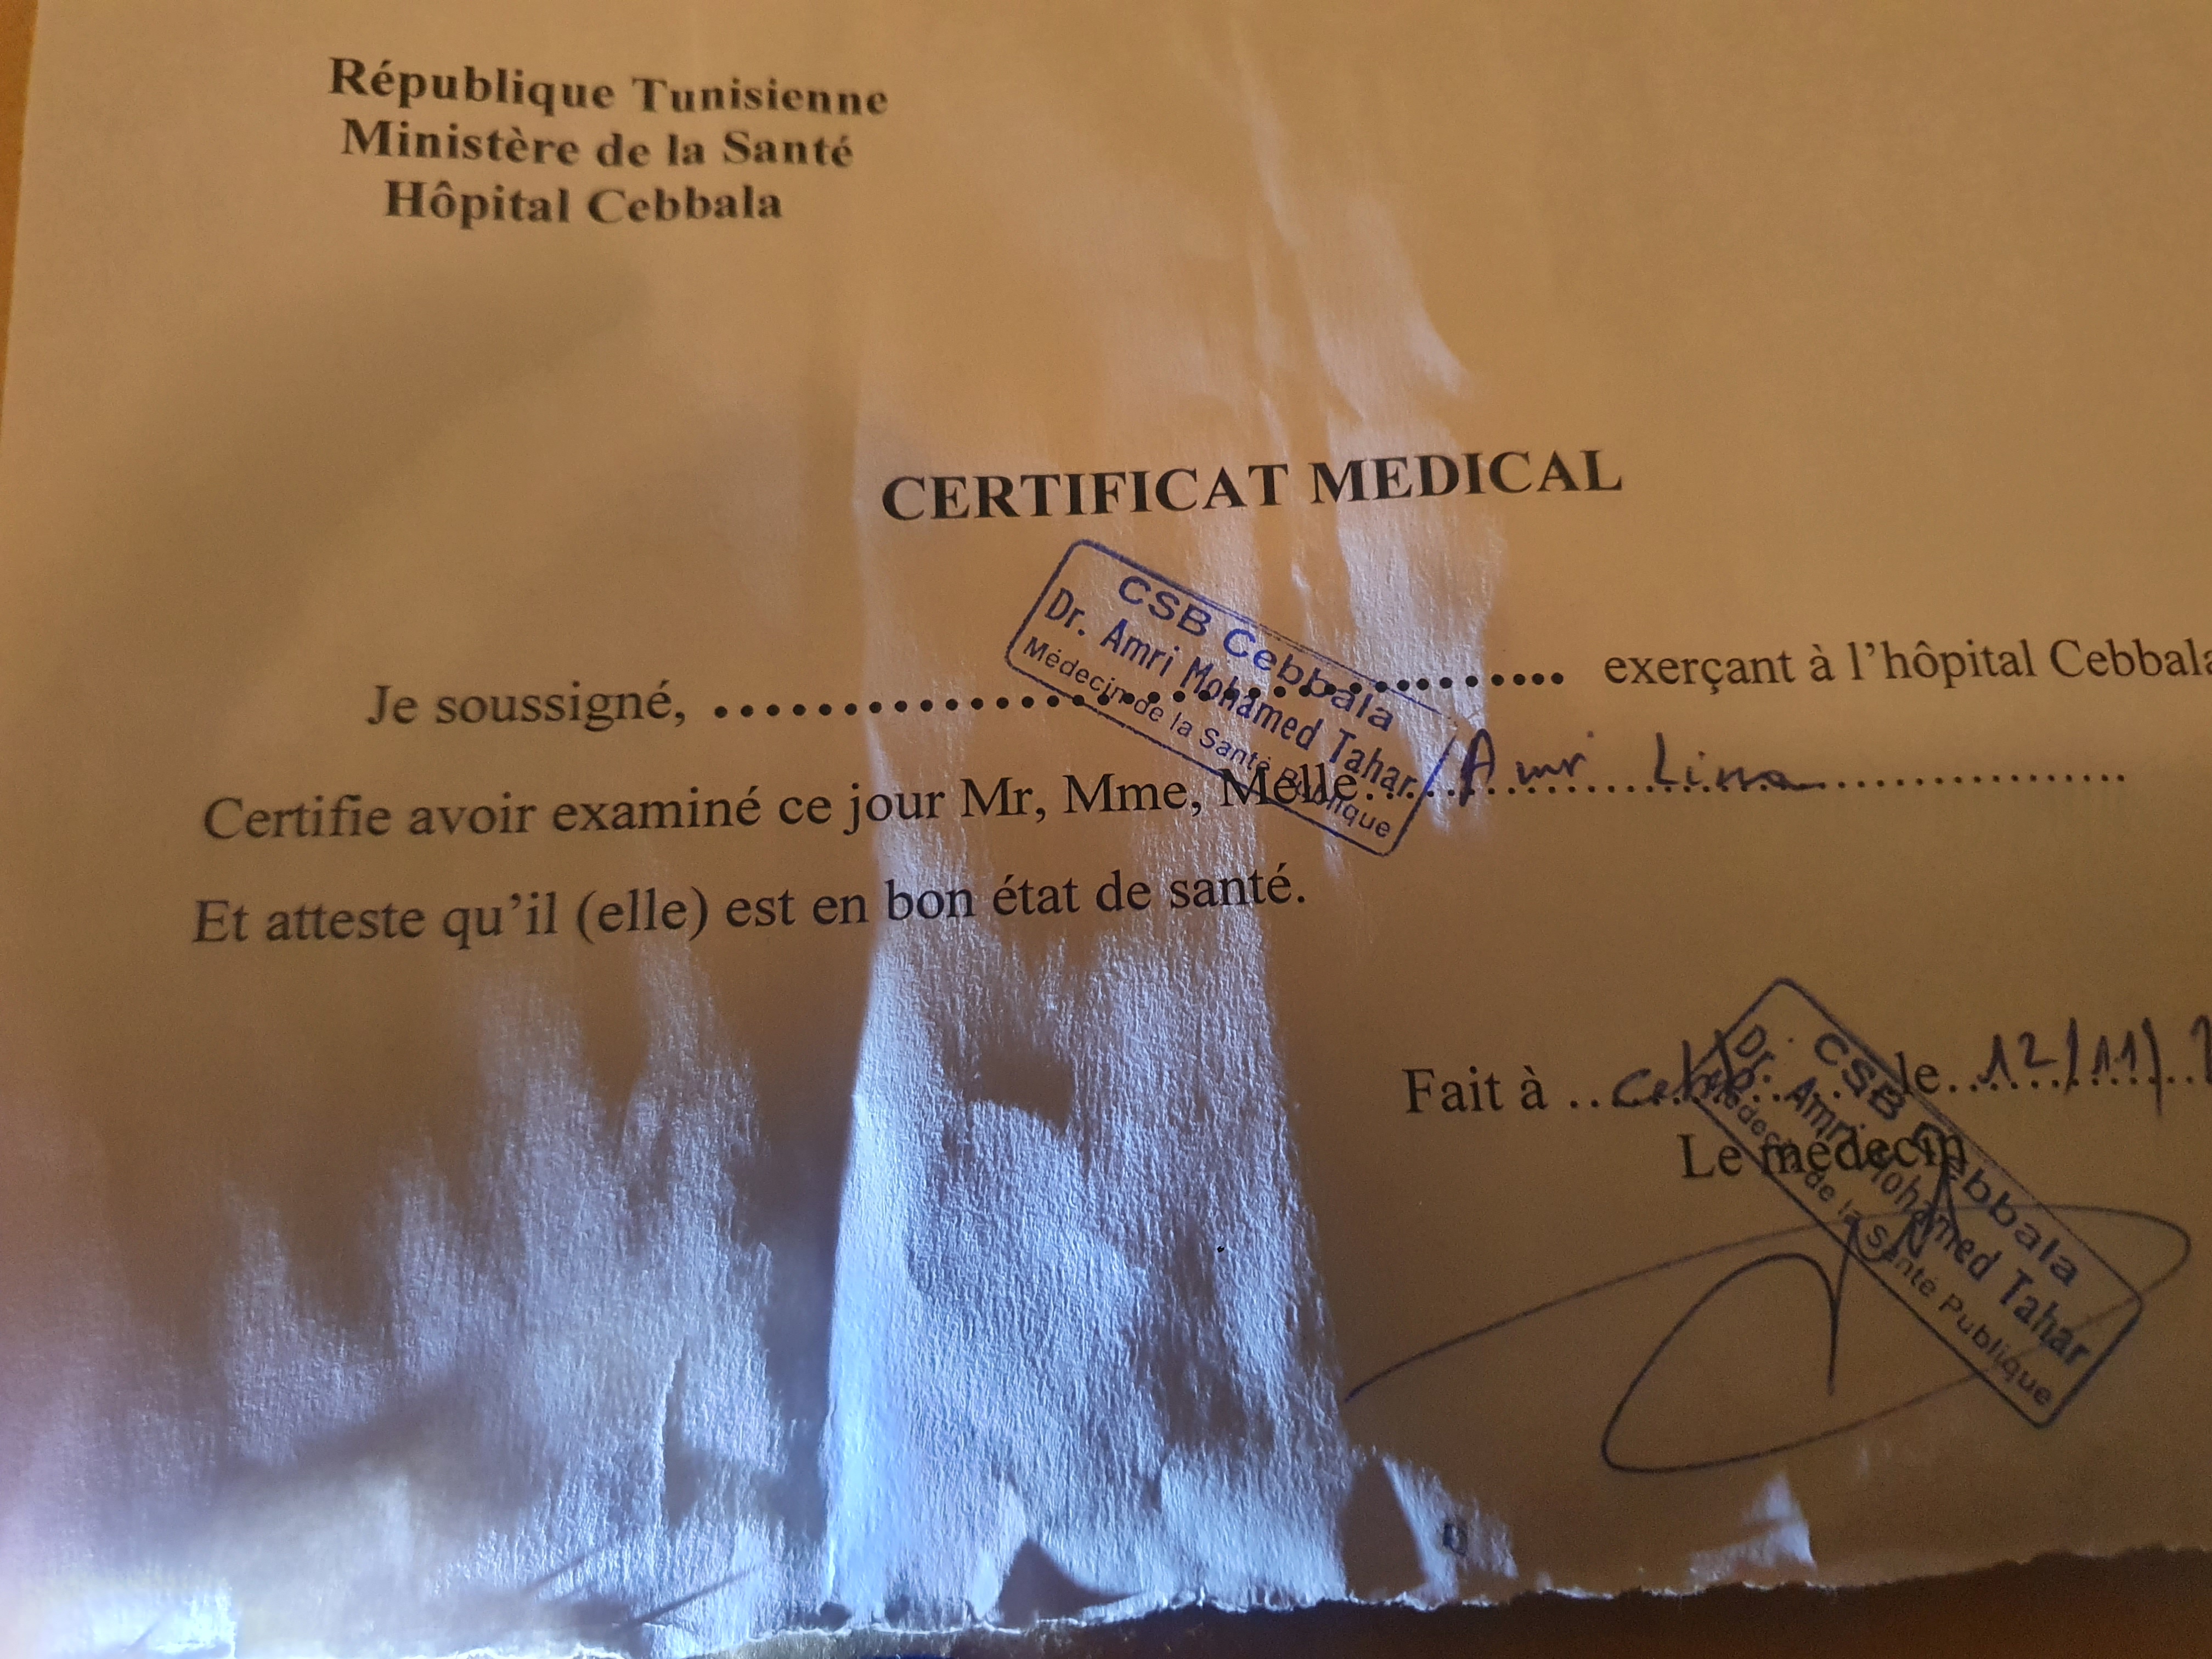 République Tunisienne
Ministère de la Santé
Hôpital Cebbala
CERTIFICAT MEDICAL
CSB Cebbala
Dr. Amri Mohamed Tahar
Médecin de la Santé Publique
Je soussigné, .................................... exerçant à l'hôpital Cebbala
Certifie avoir examiné ce jour Mr, Mme, Melle.....Amri Lina..................
Et atteste qu'il (elle) est en bon état de santé.
Fait à .............le..12/11/
Le médecin
CSB Cebbala
Dr. Amri Mohamed Tahar
Médecin de la Santé Publique